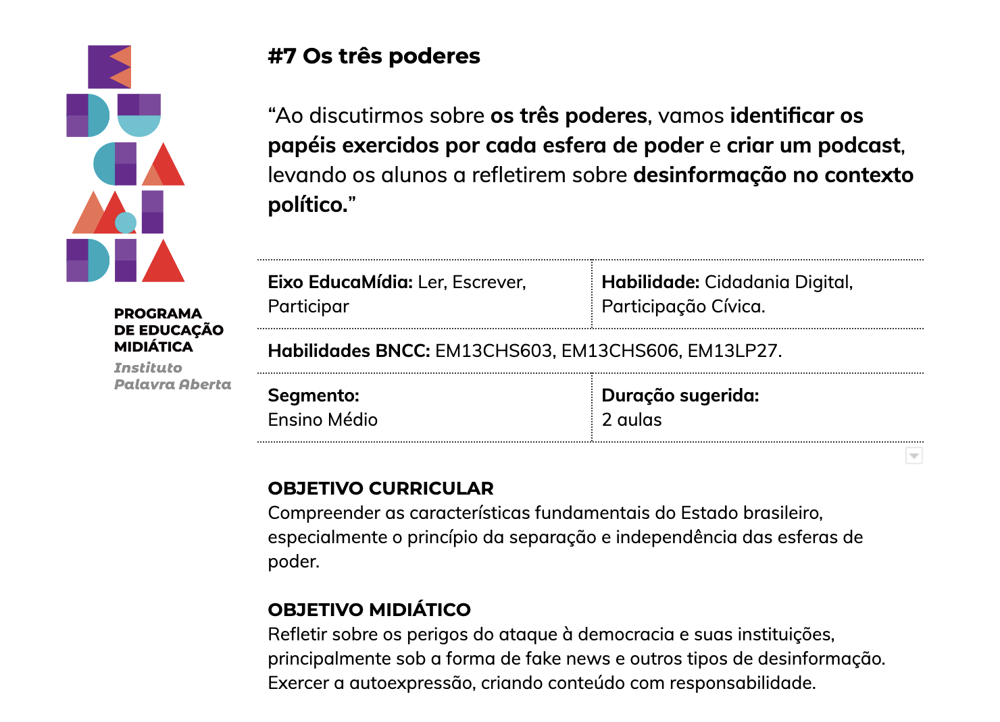 EDUCAMÍDIA
PROGRAMA
DE EDUCAÇÃO
MIDIÁTICA
Instituto
Palavra Aberta
#7 Os três poderes
“Ao discutirmos sobre os três poderes, vamos identificar os
papéis exercidos por cada esfera de poder e criar um podcast,
levando os alunos a refletirem sobre desinformação no contexto
político.”
Eixo EducaMídia: Ler, Escrever,
Participar
Habilidade: Cidadania Digital,
Participação Cívica.
Habilidades BNCC: EM13CHS603, EM13CHS606, EM13LP27.
Segmento:
Ensino Médio
Duração sugerida:
2 aulas
OBJETIVO CURRICULAR
Compreender as características fundamentais do Estado brasileiro,
especialmente o princípio da separação e independência das esferas de
poder.
OBJETIVO MIDIÁTICO
Refletir sobre os perigos do ataque à democracia e suas instituições,
principalmente sob a forma de fake news e outros tipos de desinformação.
Exercer a autoexpressão, criando conteúdo com responsabilidade.